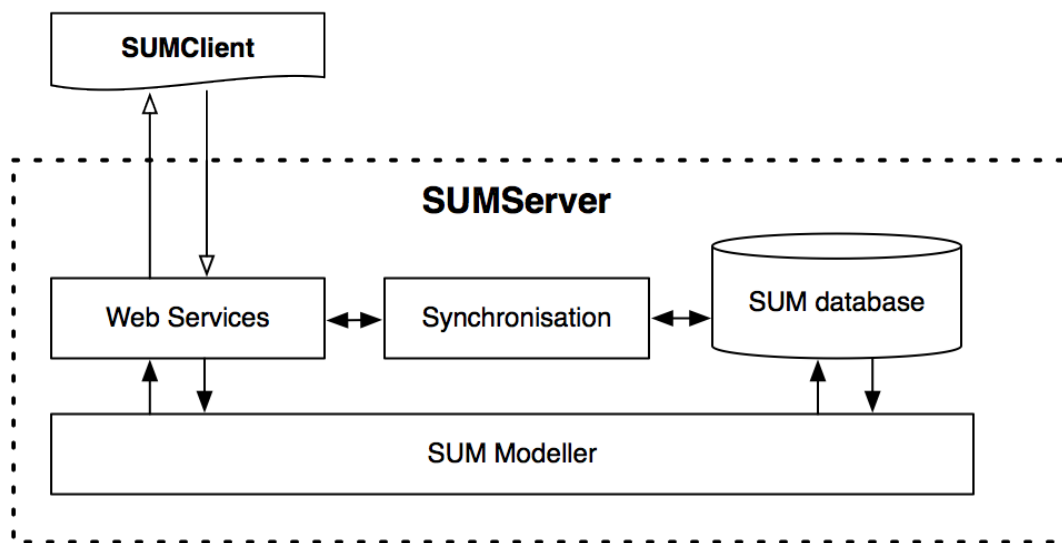 SUMClient
SUMServer
Web Services
Synchronisation
SUM database
SUM Modeller